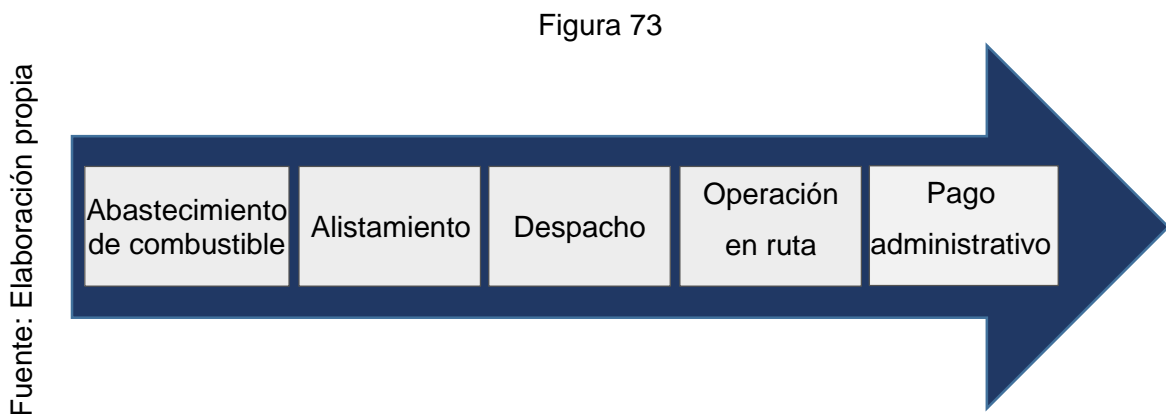 Figura 73
Fuente: Elaboración propia
Abastecimiento
de combustible
Alistamiento
Despacho
Operación
en ruta
Pago
administrativo